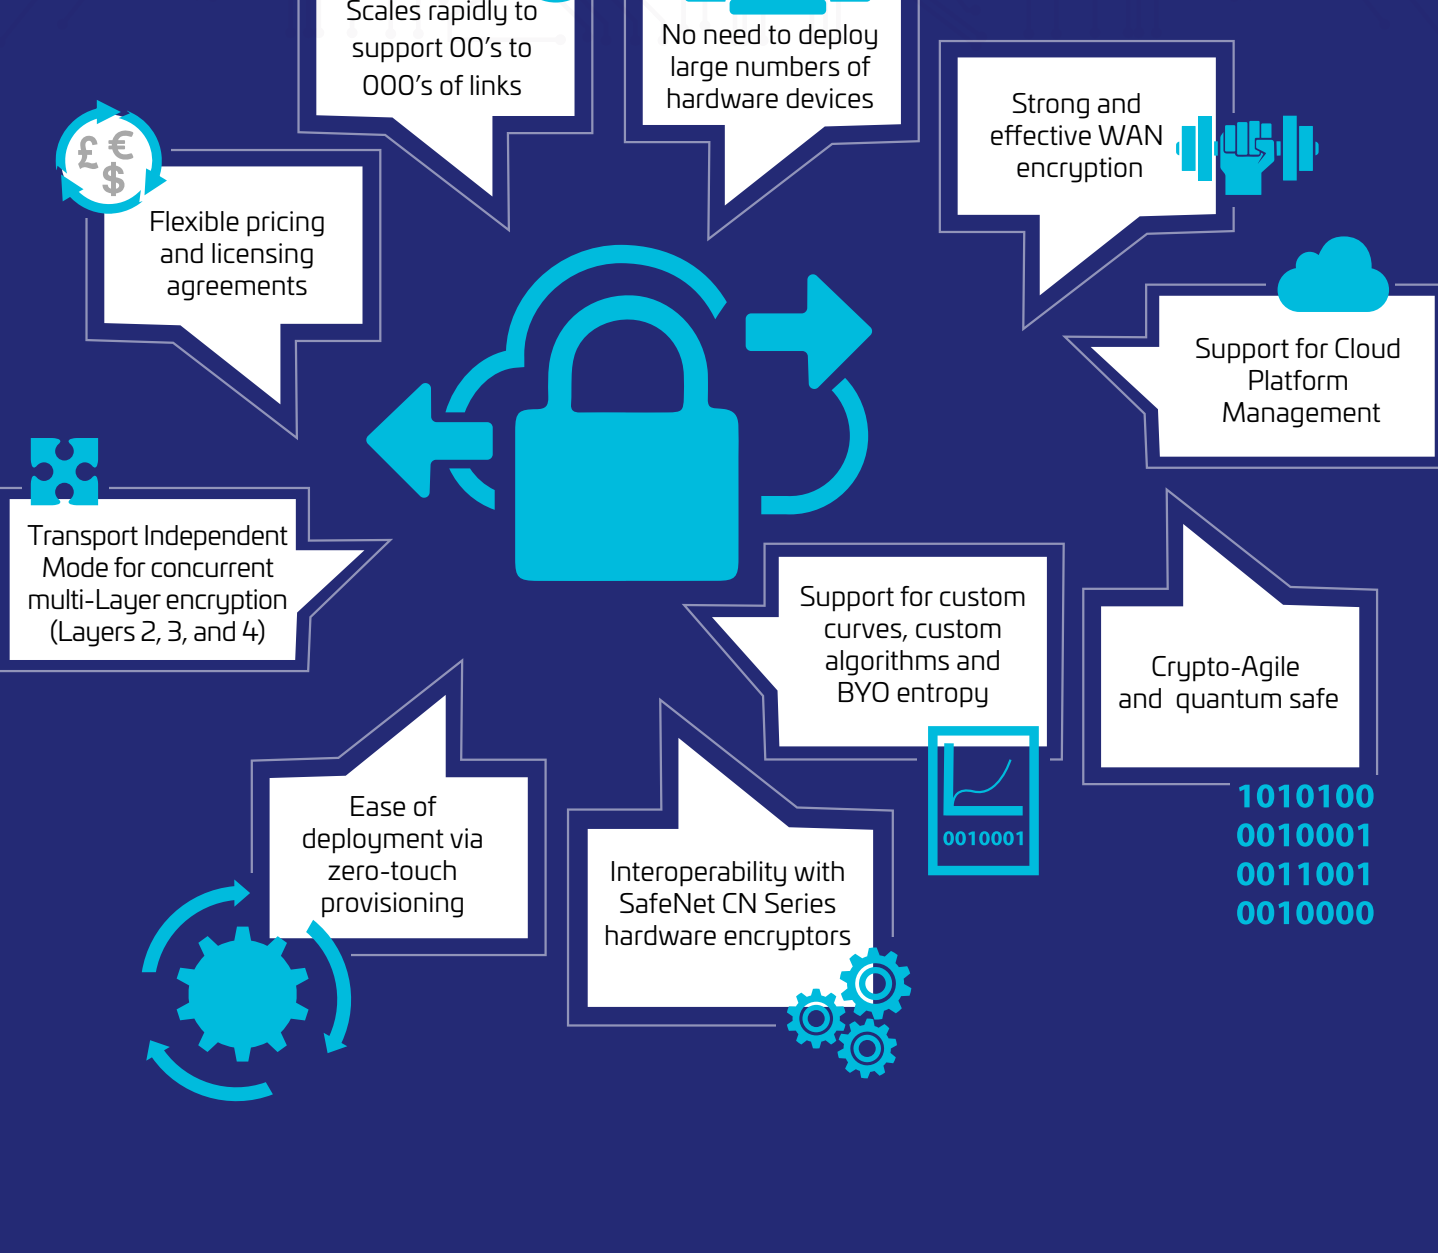 Scales rapidly to
support 00's to
000's of links
No need to deploy
large numbers of
hardware devices
Strong and
effective WAN
encryption
£ €
$
Flexible pricing
and licensing
agreements
Support for Cloud
Platform
Management
Transport Independent
Mode for concurrent
multi-Layer encryption
(Layers 2, 3, and 4)
Support for custom
curves, custom
algorithms and
BYO entropy
0010001
Crypto-Agile
and quantum safe
1010100
0010001
0011001
0010000
Ease of
deployment via
zero-touch
provisioning
Interoperability with
SafeNet CN Series
hardware encryptors